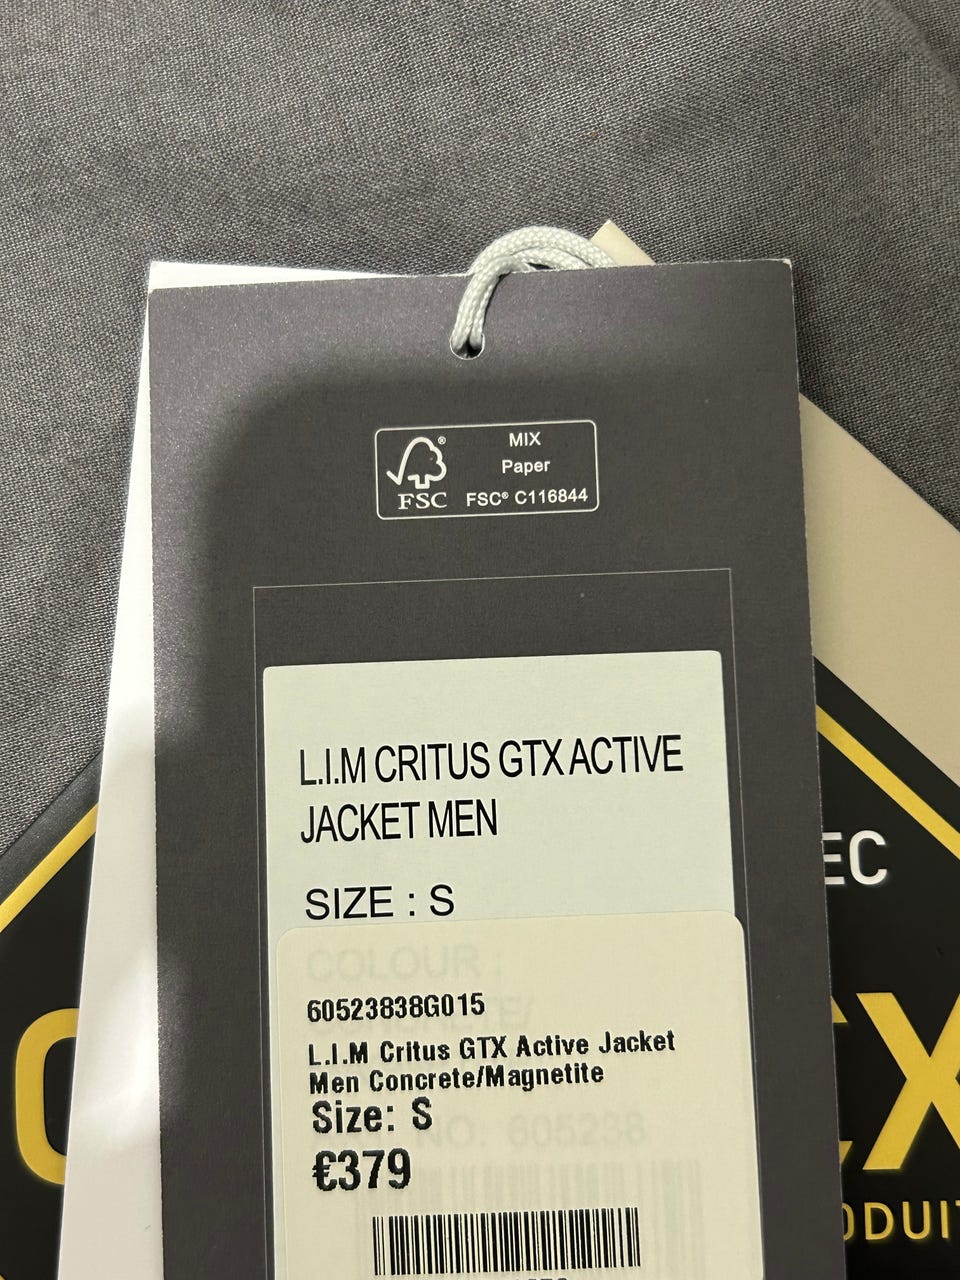 MIX
Paper
FSC® C116844
FSC
L.I.M CRITUS GTX ACTIVE
JACKET MEN
SIZE : S
COLOUR :
60523838G015
L.I.M Critus GTX Active Jacket
Men Concrete/Magnetite
Size: S
NO. 605238
€379
EC
X
ODUIT